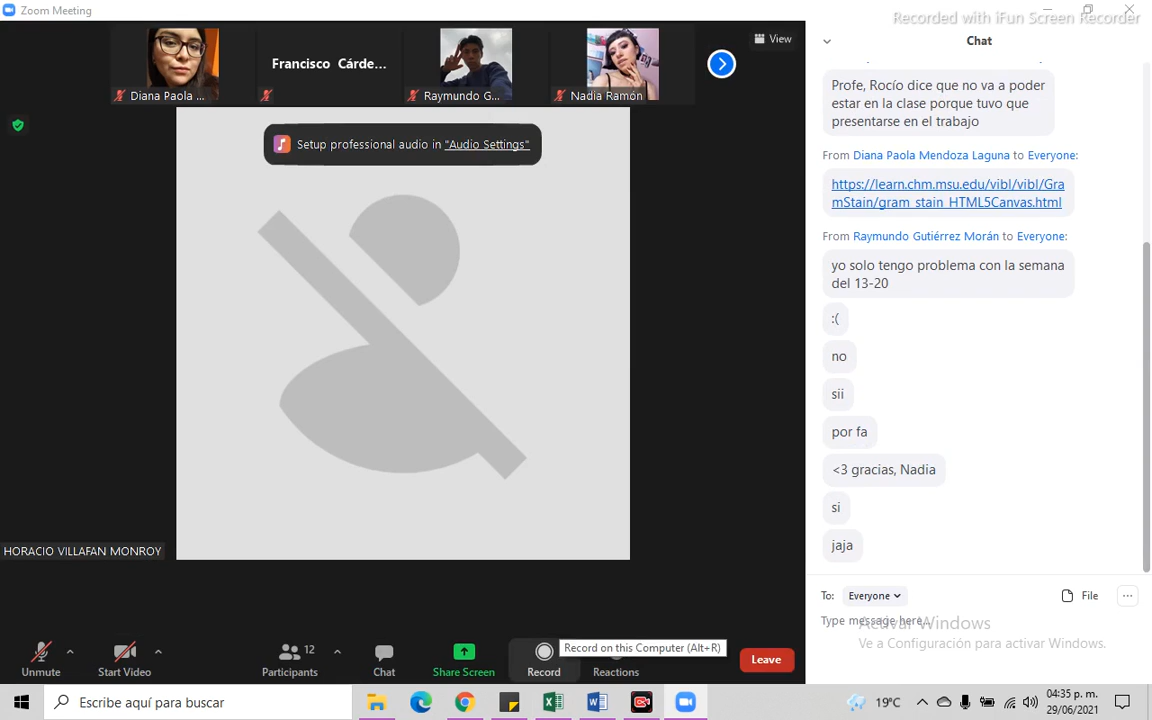 Zoom Meeting
Recorded with iFun Screen Recorder
View
Chat
Diana Paola ...
Francisco Cárde...
Raymundo G...
Nadia Ramón
Setup professional audio in "Audio Settings"
HORACIO VILLAFAN MONROY
Profe, Rocío dice que no va a poder
estar en la clase porque tuvo que
presentarse en el trabajo
From Diana Paola Mendoza Laguna to Everyone:
https://learn.chm.msu.edu/vibl/vibl/Gra
mStain/gram_stain_HTML5Canvas.html
From Raymundo Gutiérrez Morán to Everyone:
yo solo tengo problema con la semana
del 13-20
:(
no
sii
por fa
<3 gracias, Nadia
si
jaja
To: Everyone
File
...
Type message here...
Activar Windows
Ve a Configuración para activar Windows.
Record on this Computer (Alt+R)
12
Unmute
Start Video
Participants
Chat
Share Screen
Record
Reactions
Leave
Escribe aquí para buscar
19°C
04:35 p. m.
29/06/2021